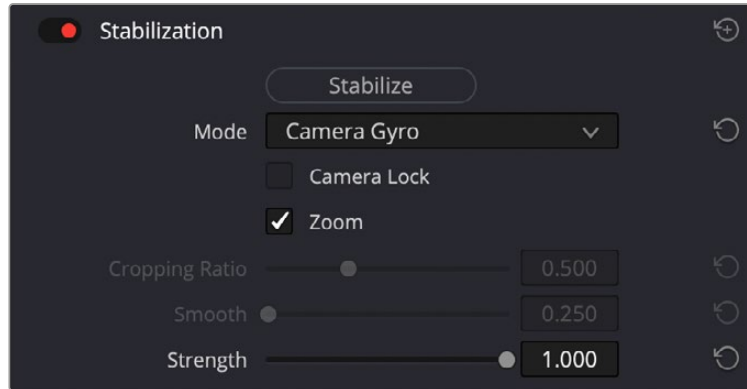 Stabilization
Stabilize
Mode Camera Gyro
Camera Lock
Zoom
Cropping Ratio 0.500
Smooth 0.250
Strength 1.000